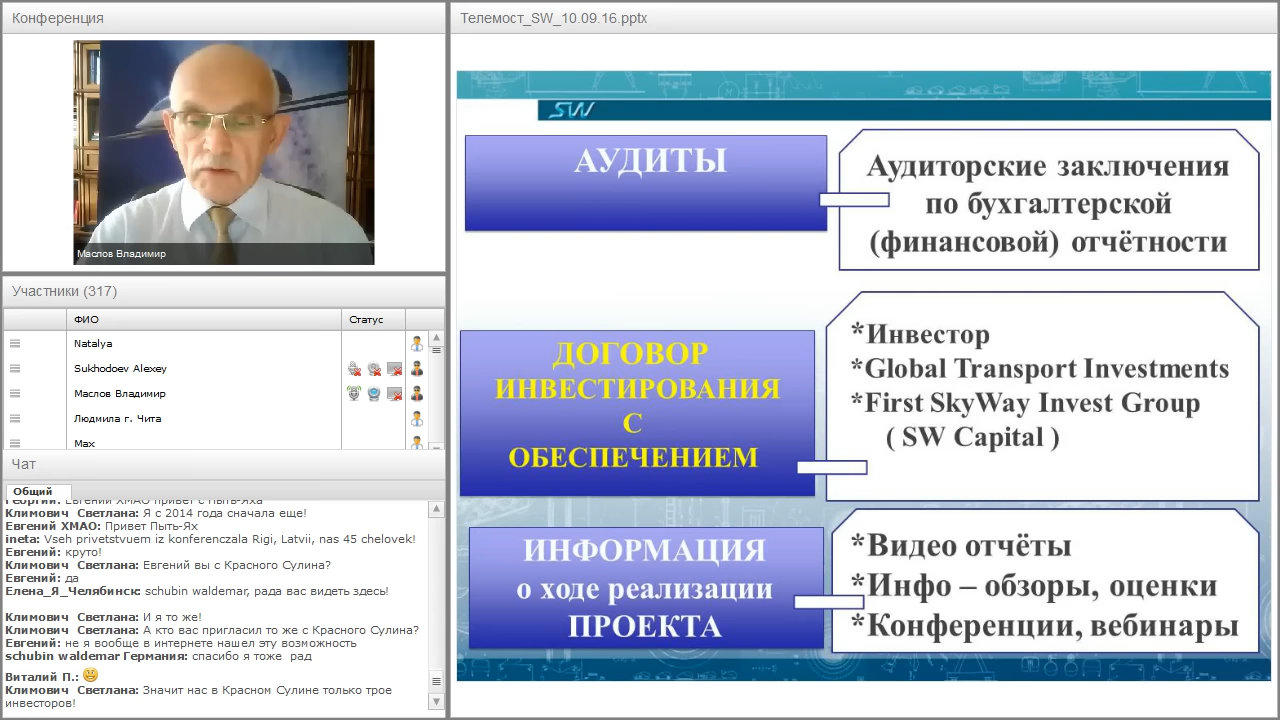 Конференция
Маслов Владимир
Участники (317)
ФИО
Статус
Natalya
Sukhodoev Alexey
Маслов Владимир
Людмила г. Чита
Max
Чат
Общий
Георгий: Евгений ХМАО привет с Пыть-Яха
Климович Светлана: Я с 2014 года сначала еще!
Евгений ХМАО: Привет Пыть-Ях
ineta: Vseh privetstvuem iz konferenczala Rigi, Latvii, nas 45 chelovek!
Евгений: круто!
Климович Светлана: Евгений вы с Красного Сулина?
Евгений: да
Елена_Я_Челябинск: schubin waldemar, рада вас видеть здесь!
Климович Светлана: И я то же!
Климович Светлана: А кто вас пригласил то же с Красного Сулина?
Евгений: не я вообще в интернете нашел эту возможность
schubin waldemar Германия: спасибо я тоже рад
Виталий П.:
Климович Светлана: Значит нас в Красном Сулине только трое
инвесторов!
Телемост_SW_10.09.16.pptx
SW
АУДИТЫ
Аудиторские заключения
по бухгалтерской
(финансовой) отчётности
ДОГОВОР
ИНВЕСТИРОВАНИЯ
С
ОБЕСПЕЧЕНИЕМ
*Инвестор
*Global Transport Investments
*First SkyWay Invest Group
( SW Capital )
ИНФОРМАЦИЯ
о ходе реализации
ПРОЕКТА
*Видео отчёты
*Инфо – обзоры, оценки
*Конференции, вебинары